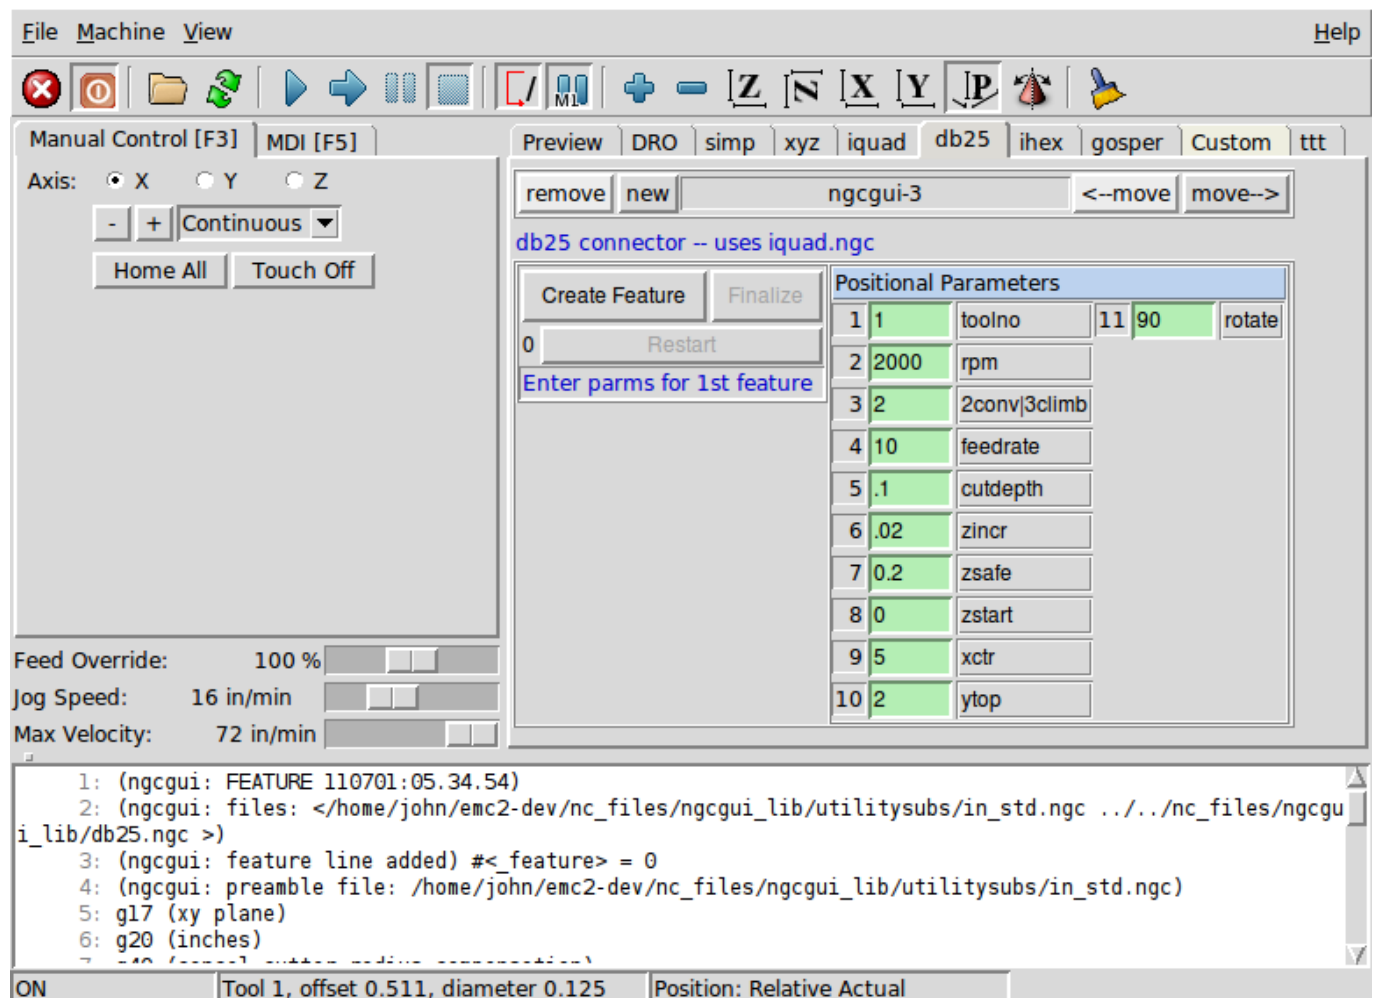 File Machine View Help
Z N X Y P
M1
Manual Control [F3] MDI [F5]
Preview DRO simp xyz iquad db25 ihex gosper Custom ttt
Axis: X Y Z
- + Continuous
Home All Touch Off
remove new ngcgui-3 <--move move-->
db25 connector -- uses iquad.ngc
Create Feature Finalize
0 Restart
Enter parms for 1st feature
Positional Parameters
1 1 toolno 11 90 rotate
2 2000 rpm
3 2 2conv|3climb
4 10 feedrate
5 .1 cutdepth
6 .02 zincr
7 0.2 zsafe
8 0 zstart
9 5 xctr
10 2 ytop
Feed Override: 100 %
Jog Speed: 16 in/min
Max Velocity: 72 in/min
1: (ngcgui: FEATURE 110701:05.34.54)
2: (ngcgui: files: </home/john/emc2-dev/nc_files/ngcgui_lib/utilitysubs/in_std.ngc ../../nc_files/ngcgu
i_lib/db25.ngc >)
3: (ngcgui: feature line added) #<_feature> = 0
4: (ngcgui: preamble file: /home/john/emc2-dev/nc_files/ngcgui_lib/utilitysubs/in_std.ngc)
5: g17 (xy plane)
6: g20 (inches)
ON Tool 1, offset 0.511, diameter 0.125 Position: Relative Actual